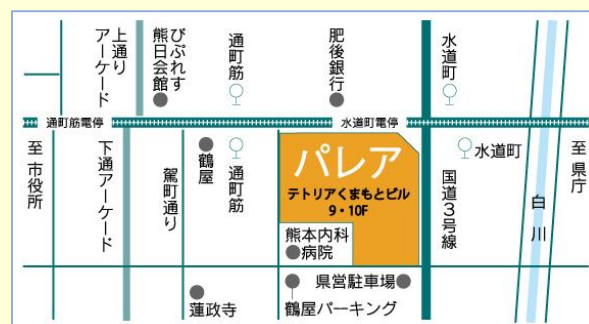 上通り
アーケード
びぷれす
熊日会館
通町筋
肥後銀行
水道町
通町筋電停
水道町電停
至市役所
下通アーケード
駕町通り
鶴屋
通町筋
パレア
テトリアくまもとビル
9・10F
熊本内科
病院
国道3号線
水道町
白川
至県庁
蓮政寺
県営駐車場
鶴屋パーキング